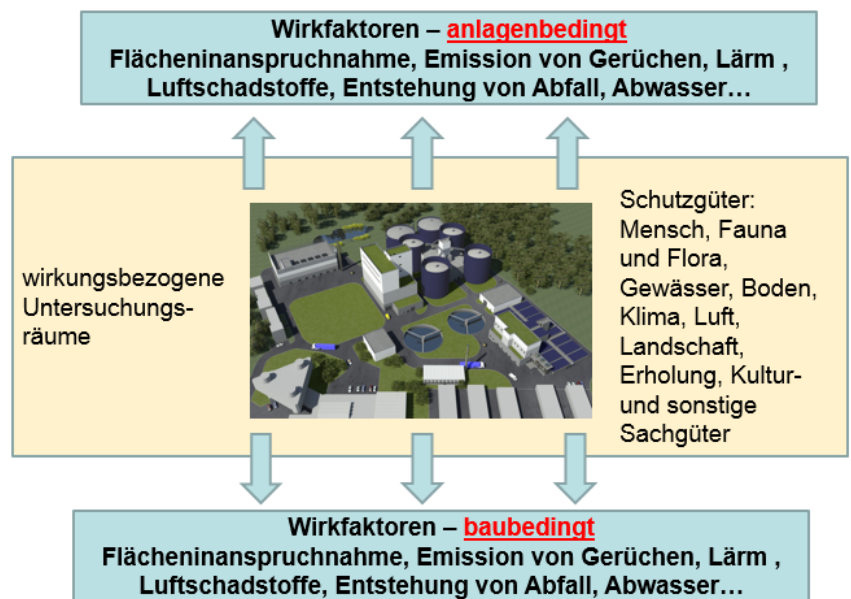 Wirkfaktoren – anlagenbedingt
Flächeninanspruchnahme, Emission von Gerüchen, Lärm ,
Luftschadstoffe, Entstehung von Abfall, Abwasser…
wirkungsbezogene
Untersuchungs-
räume
Schutzgüter:
Mensch, Fauna
und Flora,
Gewässer, Boden,
Klima, Luft,
Landschaft,
Erholung, Kultur-
und sonstige
Sachgüter
Wirkfaktoren – baubedingt
Flächeninanspruchnahme, Emission von Gerüchen, Lärm ,
Luftschadstoffe, Entstehung von Abfall, Abwasser…